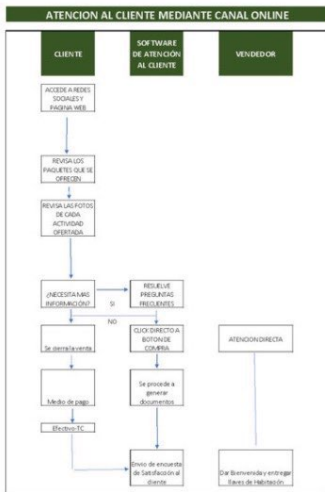 ATENCION AL CLIENTE MEDIANTE CANAL ONLINE
CLIENTE
SOFTWARE
DE ATENCIÓN
AL CLIENTE
VENDEDOR
ACCEDE A REDES
SOCIALES Y
PAGINA WEB
REVISA LOS
PAQUETES QUE SE
OFRECEN
REVISA LAS FOTOS
DE CADA
ACTIVIDAD
OFERTADA
¿NECESITA MAS
INFORMACIÓN?
SI
RESUELVE
PREGUNTAS
FRECUENTES
NO
Se cierra la venta
CLICK DIRECTO A
BOTON DE
COMPRA
ATENCION DIRECTA
Medio de pago
Se procede a
generar
documentos
Efectivo-TC
Envio de encuesta
de Satisfacción al
cliente
Dar Bienvenida y entregar
llaves de Habitación